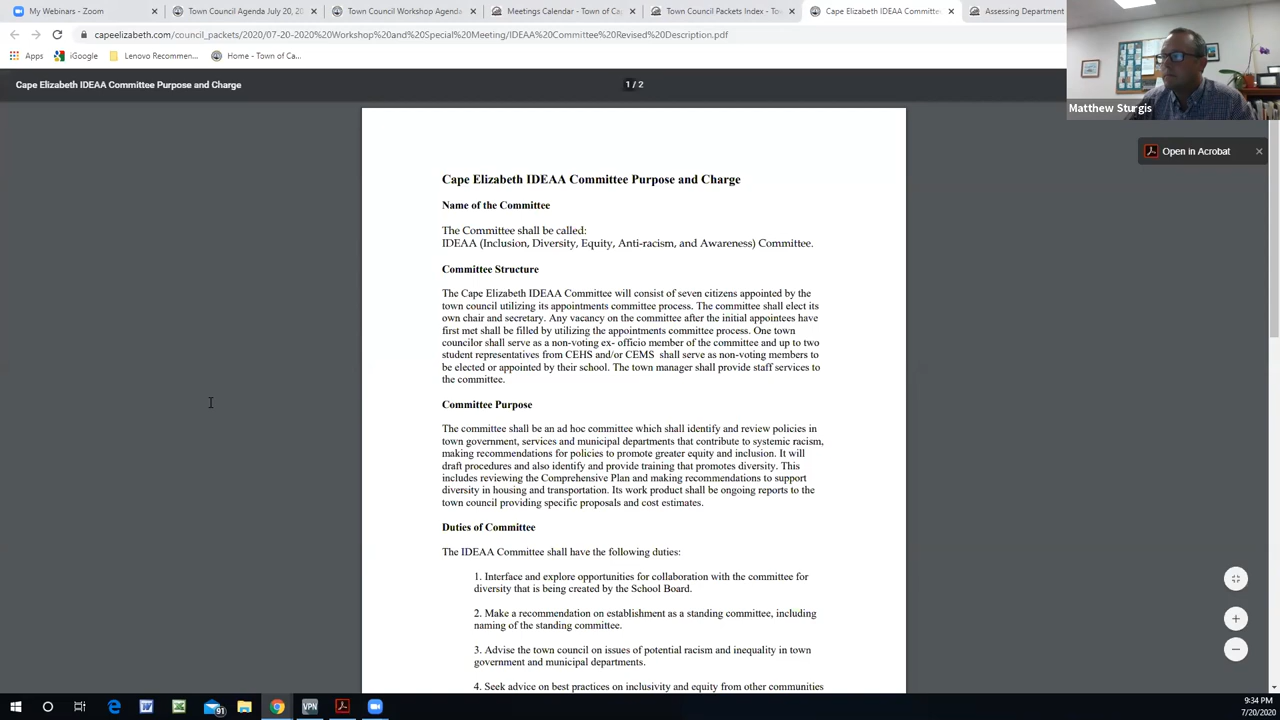 My Webinars - Zoom
Town Council Agenda July 20, 20
Town Council Workshop Agenda
Meetings Calendar - Town of Ca
Town Council Packets Index - To
Cape Elizabeth IDEAA Committe
Assessing Department
capeelizabeth.com/council_packets/2020/07-20-2020%20Workshop%20and%20Special%20Meeting/IDEAA%20Committee%20Revised%20Description.pdf
Apps
iGoogle
Lenovo Recommen...
Home - Town of Ca...
Matthew Sturgis
Cape Elizabeth IDEAA Committee Purpose and Charge
1 / 2
Open in Acrobat
Cape Elizabeth IDEAA Committee Purpose and Charge
Name of the Committee
The Committee shall be called:
IDEAA (Inclusion, Diversity, Equity, Anti-racism, and Awareness) Committee.
Committee Structure
The Cape Elizabeth IDEAA Committee will consist of seven citizens appointed by the
town council utilizing its appointments committee process. The committee shall elect its
own chair and secretary. Any vacancy on the committee after the initial appointees have
first met shall be filled by utilizing the appointments committee process. One town
councilor shall serve as a non-voting ex- officio member of the committee and up to two
student representatives from CEHS and/or CEMS shall serve as non-voting members to
be elected or appointed by their school. The town manager shall provide staff services to
the committee.
Committee Purpose
The committee shall be an ad hoc committee which shall identify and review policies in
town government, services and municipal departments that contribute to systemic racism,
making recommendations for policies to promote greater equity and inclusion. It will
draft procedures and also identify and provide training that promotes diversity. This
includes reviewing the Comprehensive Plan and making recommendations to support
diversity in housing and transportation. Its work product shall be ongoing reports to the
town council providing specific proposals and cost estimates.
Duties of Committee
The IDEAA Committee shall have the following duties:
1. Interface and explore opportunities for collaboration with the committee for
diversity that is being created by the School Board.
2. Make a recommendation on establishment as a standing committee, including
naming of the standing committee.
3. Advise the town council on issues of potential racism and inequality in town
government and municipal departments.
4. Seek advice on best practices on inclusivity and equity from other communities
91
VPN
9:34 PM
7/20/2020